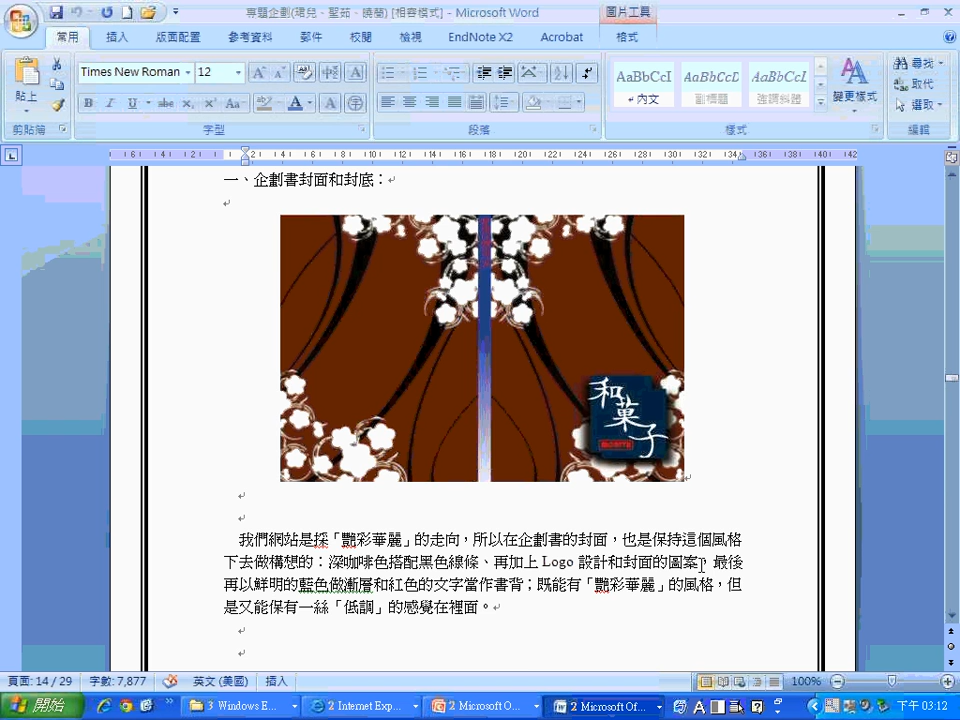 專題企劃(珺兒、聖茹、曉蘭) [相容模式] - Microsoft Word
圖片工具
常用 插入 版面配置 參考資料 郵件 校閱 檢視 EndNote X2 Acrobat 格式
貼上
Times New Roman 12
AaBbCcI AaBbCcD AaBbCcL
內文 副標題 強調斜體
變更樣式
尋找
取代
選取
剪貼簿 字型 段落 樣式 編輯
一、企劃書封面和封底：
和菓子
我們網站是採「艷彩華麗」的走向，所以在企劃書的封面，也是保持這個風格
下去做構想的：深咖啡色搭配黑色線條、再加上 Logo 設計和封面的圖案，最後
再以鮮明的藍色做漸層和紅色的文字當作書背；既能有「艷彩華麗」的風格，但
是又能保有一絲「低調」的感覺在裡面。
頁面: 14 / 29 字數: 7,877 英文 (美國) 插入 100%
開始 3 Windows E... 2 Internet Exp... 2 Microsoft O... 2 Microsoft Of... 下午 03:12